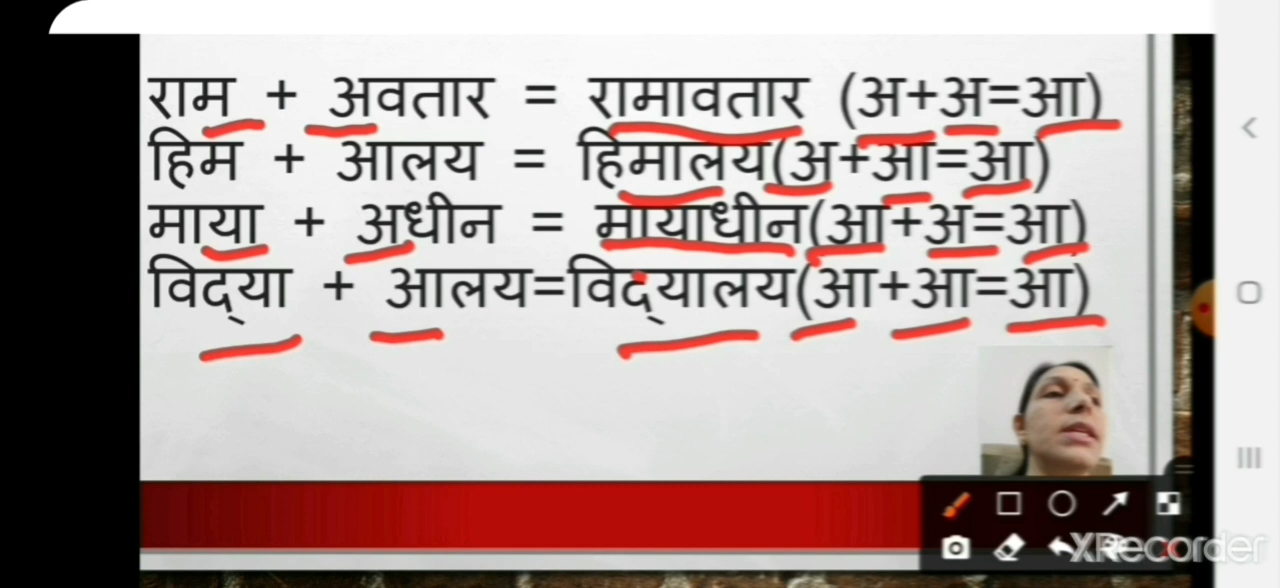 राम + अवतार = रामावतार (अ+अ=आ)
हिम + आलय = हिमालय(अ+आ=आ)
माया + अधीन = मायाधीन(आ+अ=आ)
विद्‌या + आलय=विद्‌यालय(आ+आ=आ)
XRecorder